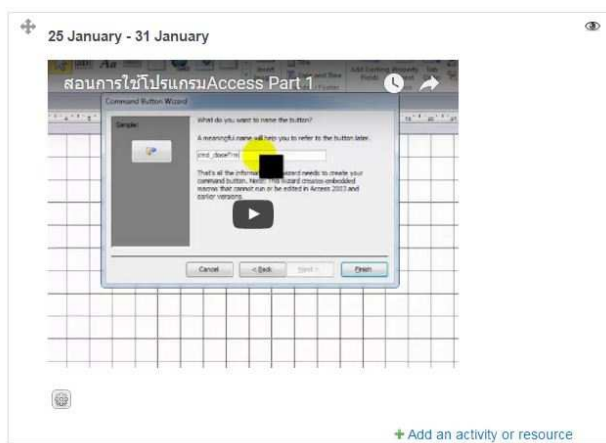 25 January - 31 January
สอนการใช้โปรแกรมAccess Part 1
Command Button Wizard
Sample:
What do you want to name the button?
A meaningful name will help you to refer to the button later.
That's all the information wizard needs to create your
command button. Note: This wizard creates embedded
macros that cannot run or be edited in Access 2003 and
earlier versions.
Cancel
< Back
Next >
Finish
+ Add an activity or resource